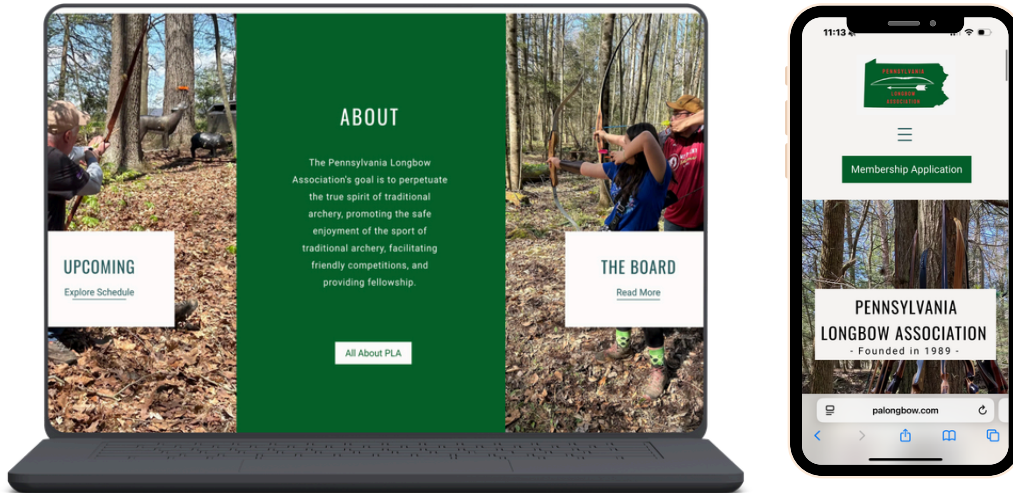 ABOUT
The Pennsylvania Longbow
Association's goal is to perpetuate
the true spirit of traditional
archery, promoting the safe
enjoyment of the sport of
traditional archery, facilitating
friendly competitions, and
providing fellowship.
All About PLA
UPCOMING
Explore Schedule
THE BOARD
Read More
11:13
PENNSYLVANIA
LONGBOW
ASSOCIATION
Membership Application
PENNSYLVANIA
LONGBOW ASSOCIATION
- Founded in 1989 -
palongbow.com